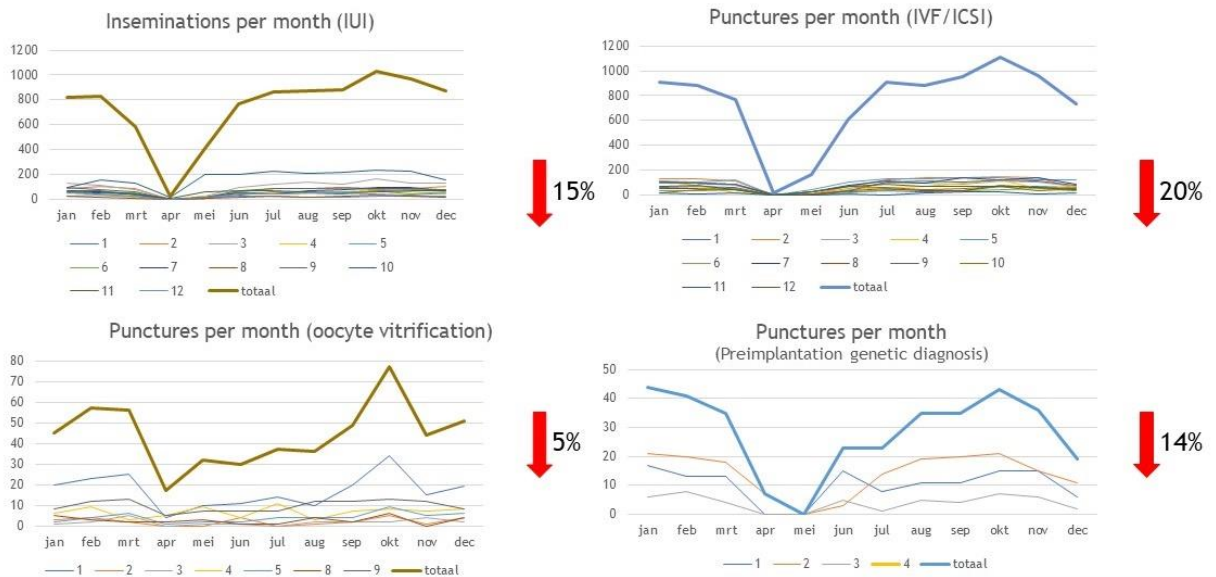 Inseminations per month (IUI)
1200
1000
800
600
400
200
0
jan feb mrt apr mei jun jul aug sep okt nov dec
1 2 3 4 5
6 7 8 9 10
11 12 totaal
15%
Punctures per month (IVF/ICSI)
1200
1000
800
600
400
200
0
jan feb mrt apr mei jun jul aug sep okt nov dec
1 2 3 4 5
6 7 8 9 10
11 12 totaal
20%
Punctures per month (oocyte vitrification)
80
70
60
50
40
30
20
10
0
jan feb mrt apr mei jun jul aug sep okt nov dec
1 2 3 4 5 8 9 totaal
5%
Punctures per month
(Preimplantation genetic diagnosis)
50
40
30
20
10
0
jan feb mrt apr mei jun jul aug sep okt nov dec
1 2 3 4 totaal
14%